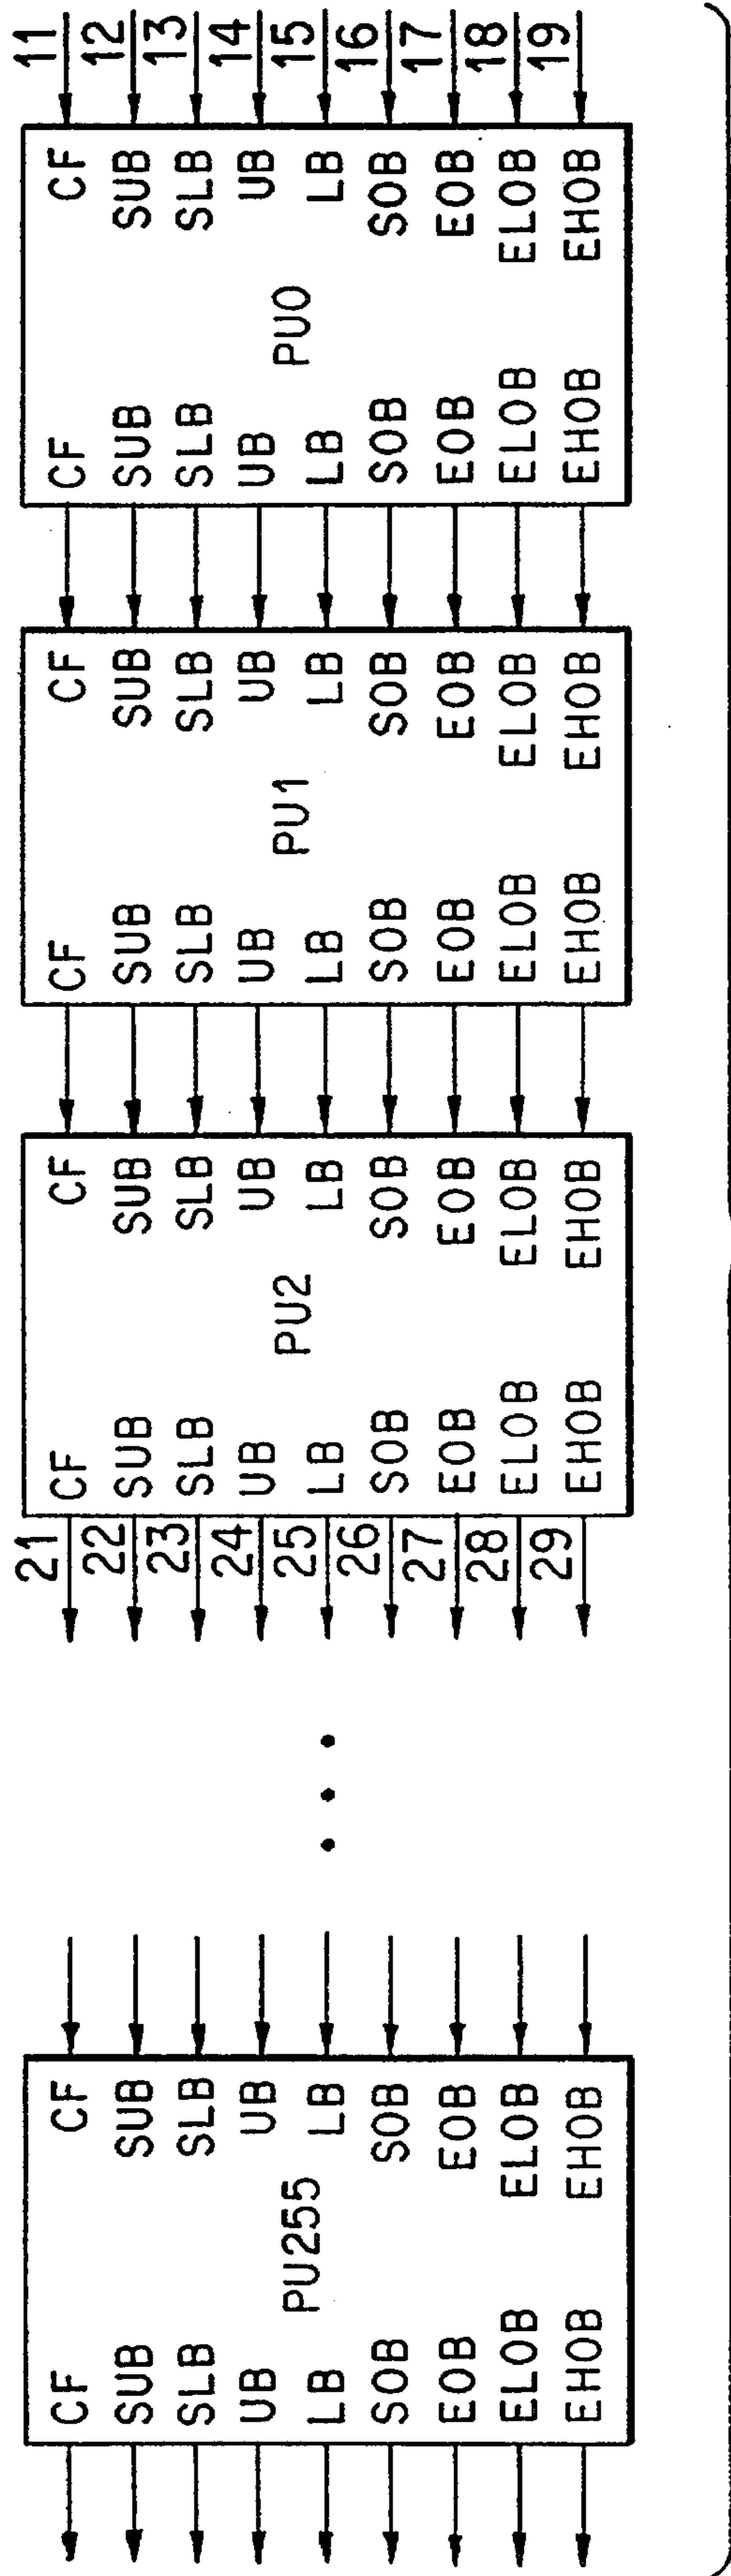 21 11
CF CF CF CF CF CF CF CF
22 12
SUB SUB SUB SUB SUB SUB SUB SUB
23 13
SLB SLB SLB SLB SLB SLB SLB SLB
24 14
UB UB UB UB UB UB UB UB
PU255 25 PU2 PU1 PU0 15
LB LB LB LB LB LB LB LB
26 16
SOB SOB SOB SOB SOB SOB SOB SOB
27 17
EOB EOB EOB EOB EOB EOB EOB EOB
28 18
ELOB ELOB ELOB ELOB ELOB ELOB ELOB ELOB
29 19
EHOB EHOB EHOB EHOB EHOB EHOB EHOB EHOB